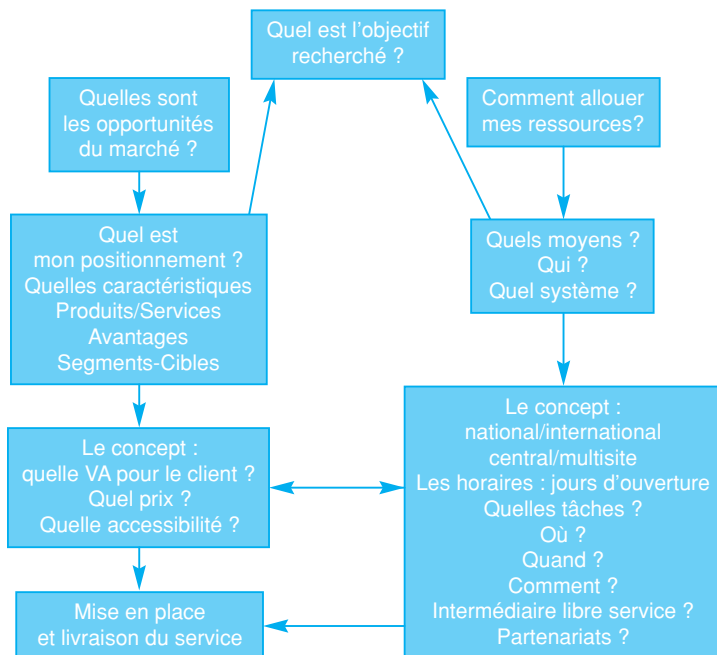 Quel est l'objectif
recherché ?
Quelles sont
les opportunités
du marché ?
Comment allouer
mes ressources?
Quel est
mon positionnement ?
Quelles caractéristiques
Produits/Services
Avantages
Segments-Cibles
Quels moyens ?
Qui ?
Quel système ?
Le concept :
quelle VA pour le client ?
Quel prix ?
Quelle accessibilité ?
Le concept :
national/international
central/multisite
Les horaires : jours d'ouverture
Quelles tâches ?
Où ?
Quand ?
Comment ?
Intermédiaire libre service ?
Partenariats ?
Mise en place
et livraison du service